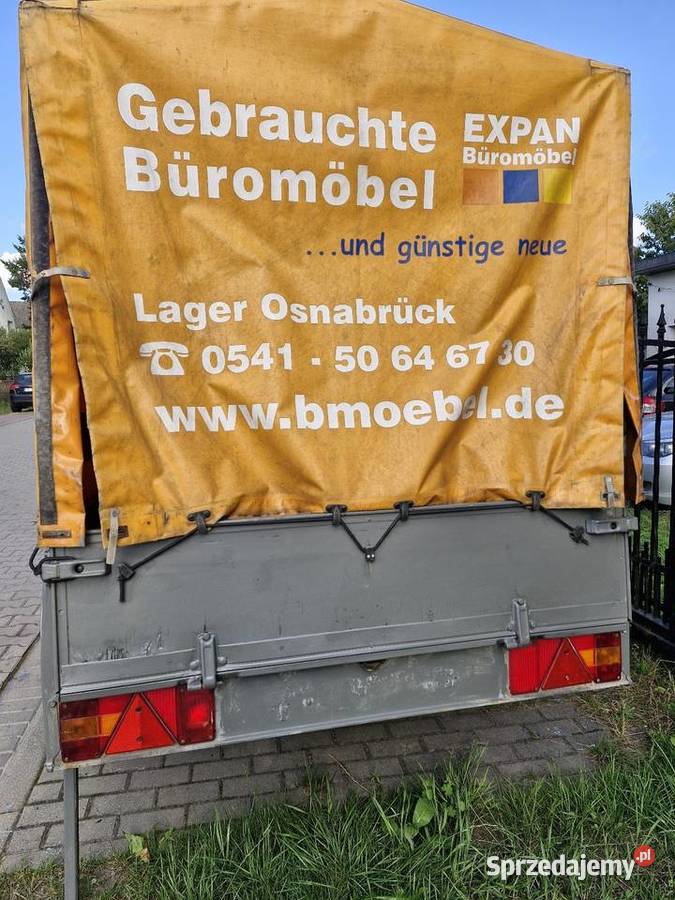 Gebrauchte
Büromöbel
EXPAN
Büromöbel
...und günstige neue
Lager Osnabrück
☎ 0541 - 50 64 67 30
www.bmoebel.de
Sprzedajemy.pl